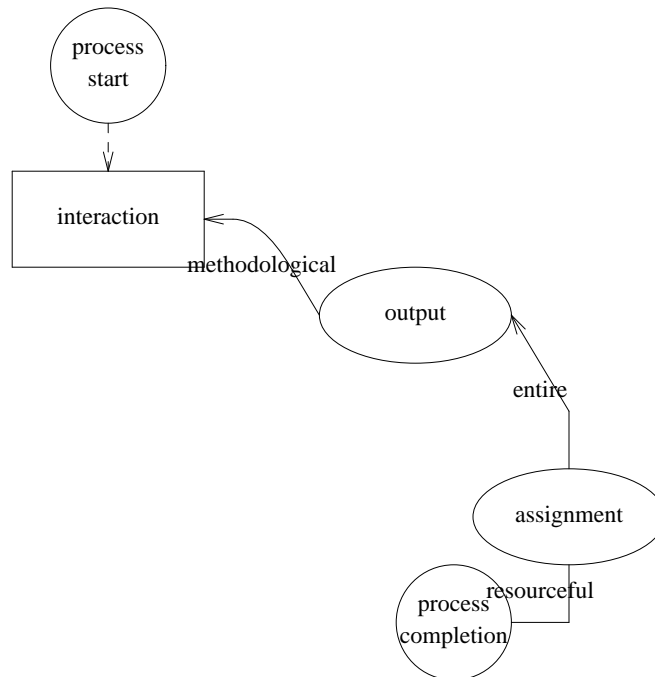 process
start
interaction
methodological
output
entire
assignment
resourceful
process
completion